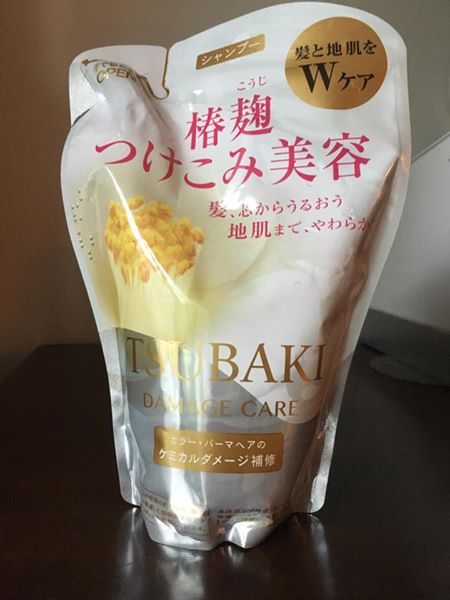 OPEN
シャンプー
髪と地肌を
Wケア
こうじ
椿麹
つけこみ美容
髪、芯からうるおう
地肌まで、やわらか
TSUBAKI
DAMAGE CARE
カラー・パーマヘアの
ケミカルダメージ補修